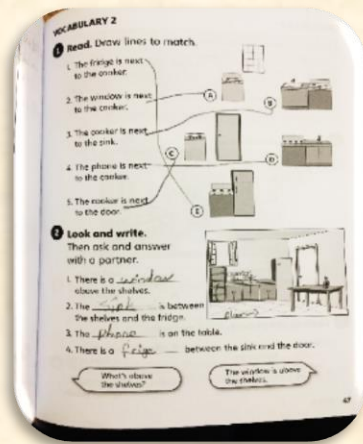 VOCABULARY 2
1 Read. Draw lines to match.
1. The fridge is next
to the cooker.
2. The window is next
to the cooker.
3. The cooker is next
to the sink.
4. The phone is next
to the cooker.
5. The cooker is next
to the door.
A
B
C
D
E
2 Look and write.
Then ask and answer
with a partner.
1. There is a window
above the shelves.
2. The sink is between
the shelves and the fridge.
3. The phone is on the table.
4. There is a frige between the sink and the door.
What's above
the shelves?
The window is above
the shelves.
47